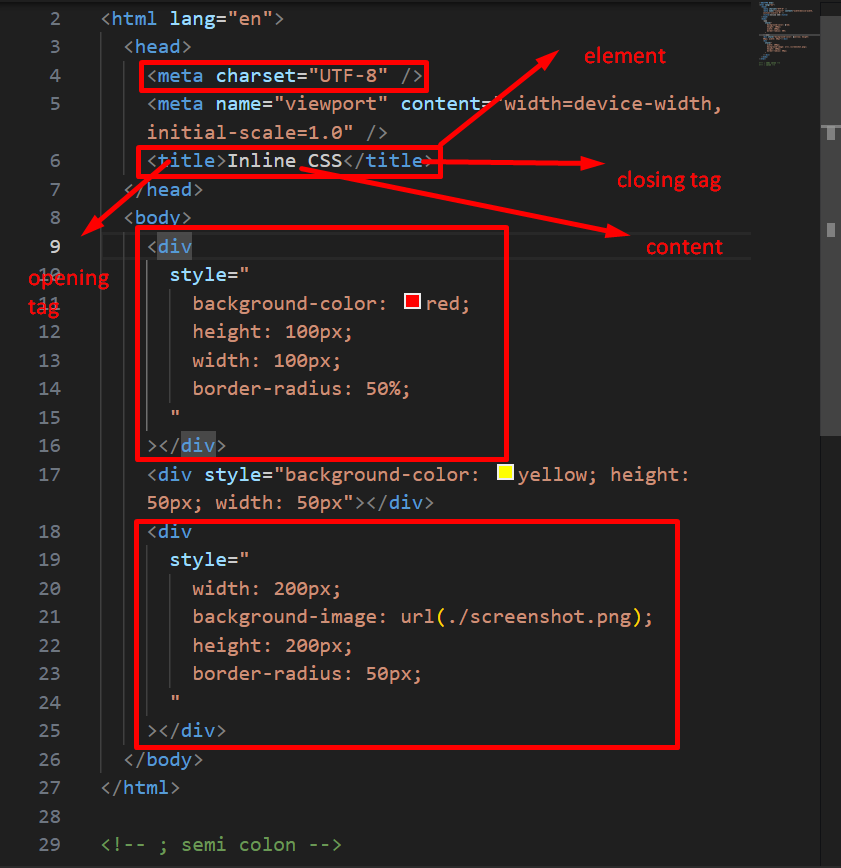 2 <html lang="en">
3 <head>
4 <meta charset="UTF-8" />
element
5 <meta name="viewport" content="width=device-width,
initial-scale=1.0" />
6 <title>Inline CSS</title>
closing tag
7 </head>
8 <body>
content
9 <div
opening
tag
10 style="
11 background-color: red;
12 height: 100px;
13 width: 100px;
14 border-radius: 50%;
15 "
16 ></div>
17 <div style="background-color: yellow; height:
50px; width: 50px"></div>
18 <div
19 style="
20 width: 200px;
21 background-image: url(./screenshot.png);
22 height: 200px;
23 border-radius: 50px;
24 "
25 ></div>
26 </body>
27 </html>
28
29 <!-- ; semi colon -->